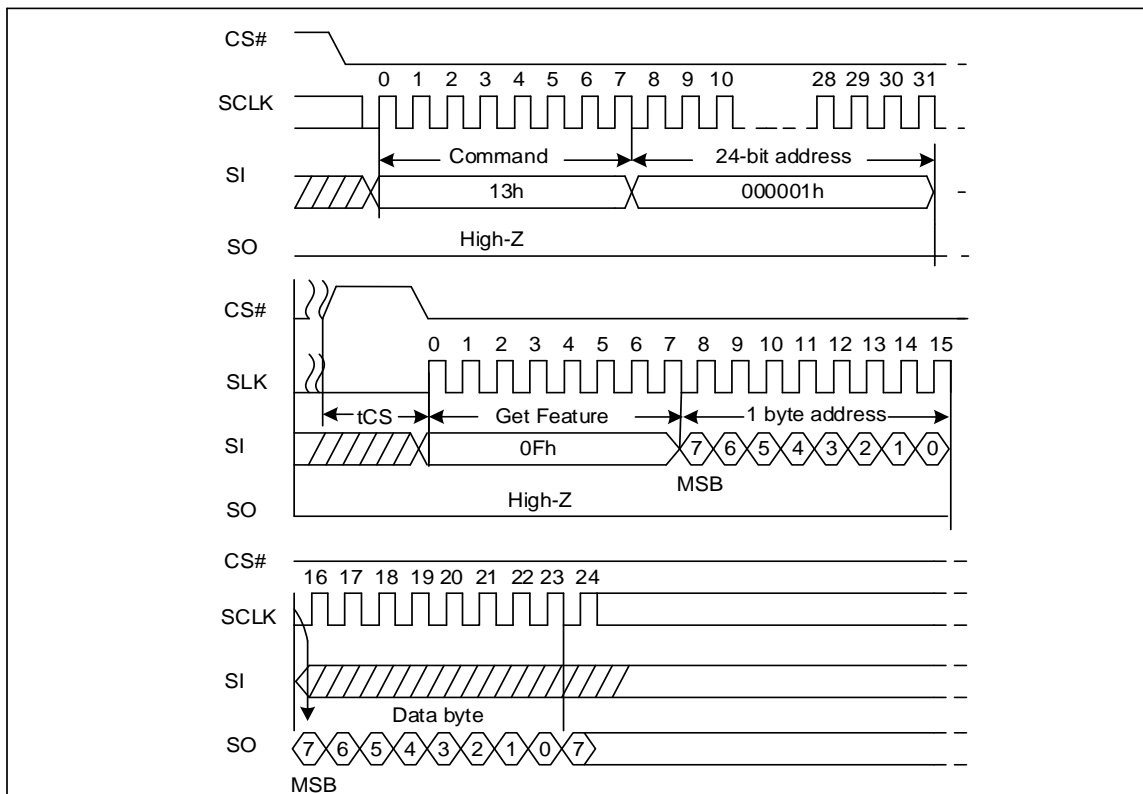 CS#
0 1 2 3 4 5 6 7 8 9 10 28 29 30 31
SCLK
Command 24-bit address
SI
13h 000001h
High-Z
SO
CS#
0 1 2 3 4 5 6 7 8 9 10 11 12 13 14 15
SLK
tCS Get Feature 1 byte address
SI
0Fh 7 6 5 4 3 2 1 0
MSB
High-Z
SO
CS#
16 17 18 19 20 21 22 23 24
SCLK
SI
Data byte
SO
7 6 5 4 3 2 1 0 7
MSB